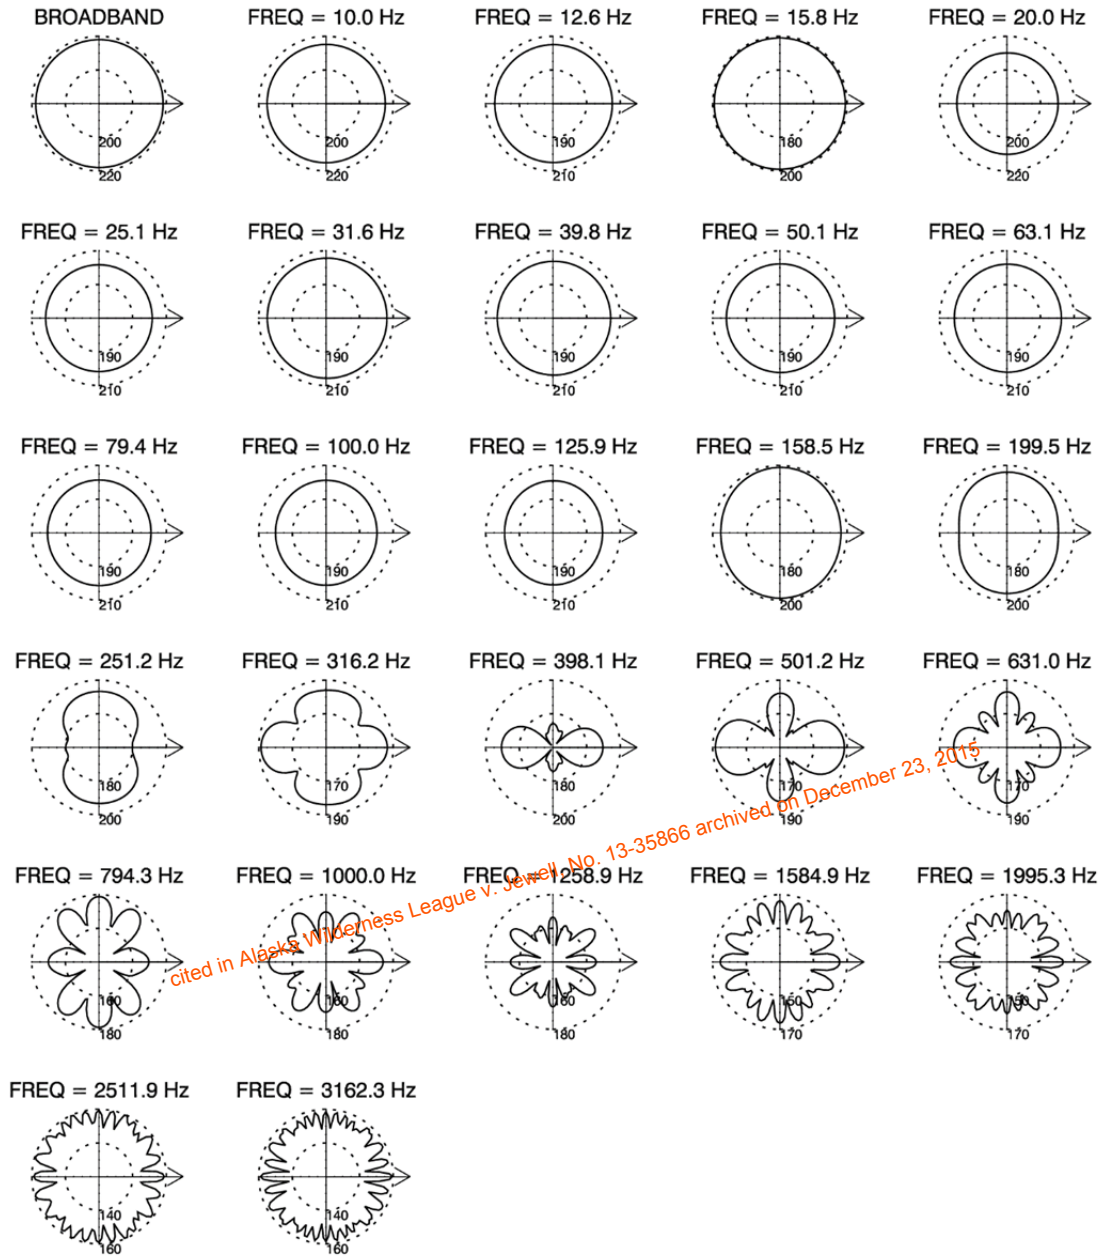 BROADBAND FREQ = 10.0 Hz FREQ = 12.6 Hz FREQ = 15.8 Hz FREQ = 20.0 Hz
200 200 190 180 200
220 220 210 200 220
FREQ = 25.1 Hz FREQ = 31.6 Hz FREQ = 39.8 Hz FREQ = 50.1 Hz FREQ = 63.1 Hz
190 190 190 190 190
210 210 210 210 210
FREQ = 79.4 Hz FREQ = 100.0 Hz FREQ = 125.9 Hz FREQ = 158.5 Hz FREQ = 199.5 Hz
190 190 190 180 180
210 210 210 200 200
FREQ = 251.2 Hz FREQ = 316.2 Hz FREQ = 398.1 Hz FREQ = 501.2 Hz FREQ = 631.0 Hz
180 170 180 170 170
200 190 200 190 190
cited in Alaska Wilderness League v. Jewell, No. 13-35866 archived on December 23, 2015
FREQ = 794.3 Hz FREQ = 1000.0 Hz FREQ = 1258.9 Hz FREQ = 1584.9 Hz FREQ = 1995.3 Hz
160 160 160 150 150
180 180 180 170 170
FREQ = 2511.9 Hz FREQ = 3162.3 Hz
140 140
160 160